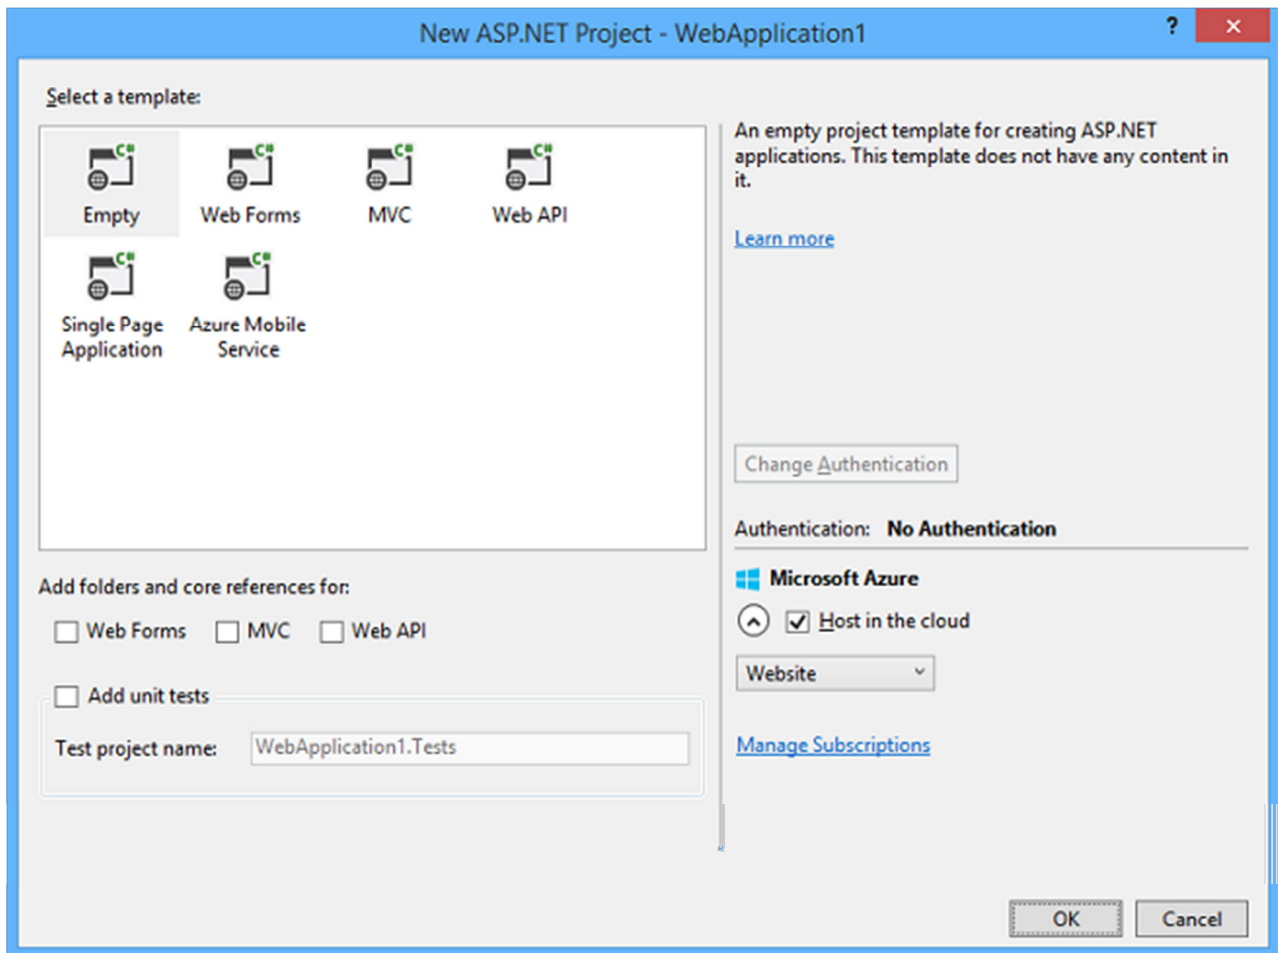 New ASP.NET Project - WebApplication1
?
Select a template:
C#
C#
C#
C#
Empty
Web Forms
MVC
Web API
C#
C#
Single Page
Application
Azure Mobile
Service
An empty project template for creating ASP.NET
applications. This template does not have any content in
it.
Learn more
Change Authentication
Authentication: No Authentication
Microsoft Azure
Host in the cloud
Website
Manage Subscriptions
Add folders and core references for:
Web Forms
MVC
Web API
Add unit tests
Test project name:
WebApplication1.Tests
OK
Cancel